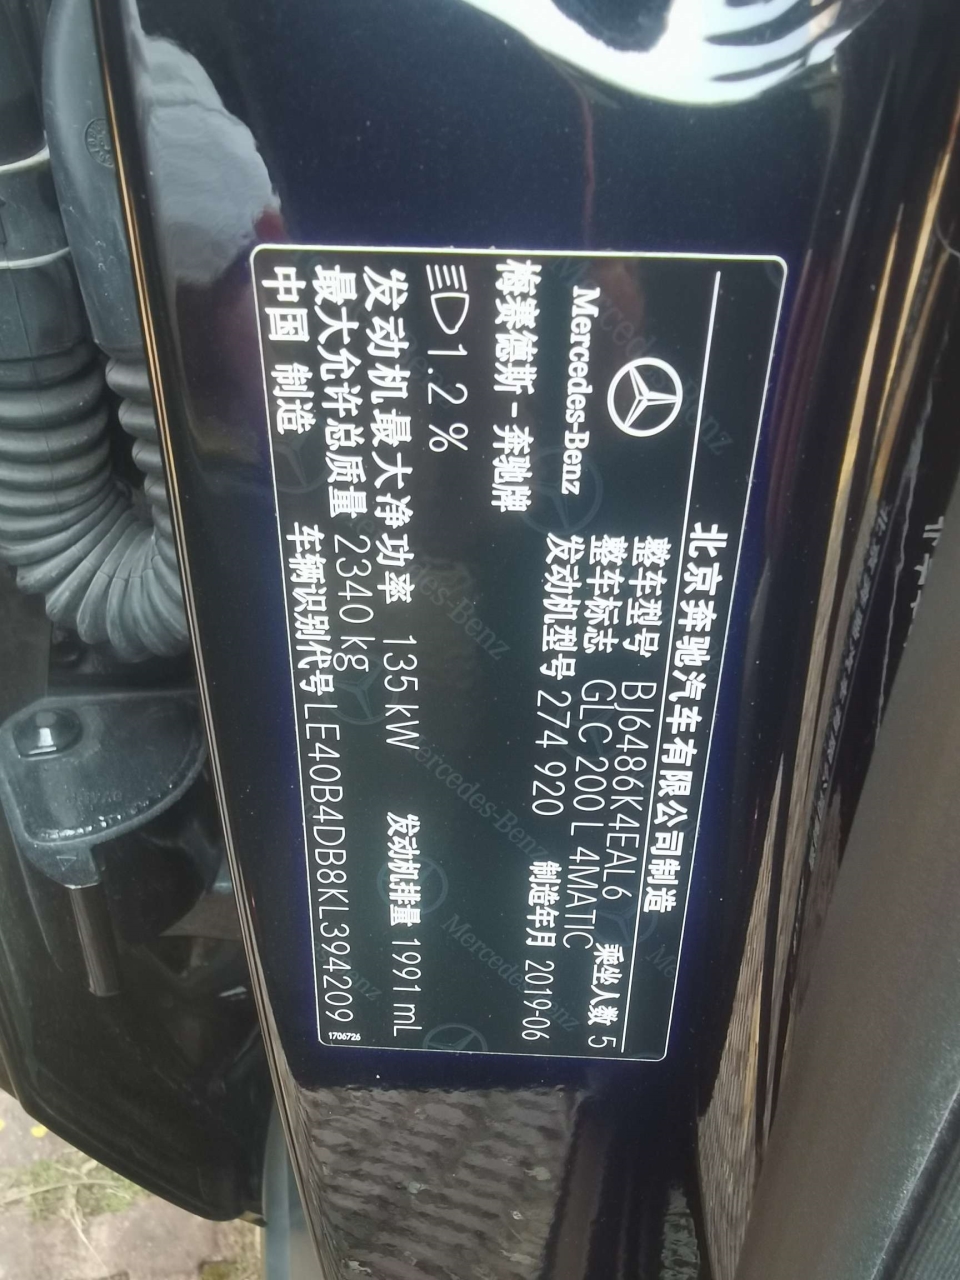 北京奔驰汽车有限公司制造
Mercedes-Benz
整车型号 BJ6486K4EAL6 乘坐人数 5
整车标志 GLC 200 L 4MATIC
发动机型号 274 920 制造年月 2019-06
梅赛德斯-奔驰牌
1.2%
发动机最大净功率 135 kW 发动机排量 1991 mL
最大允许总质量 2340 kg
中国 制造 车辆识别代号 LE40B4DB8KL394209
1706726